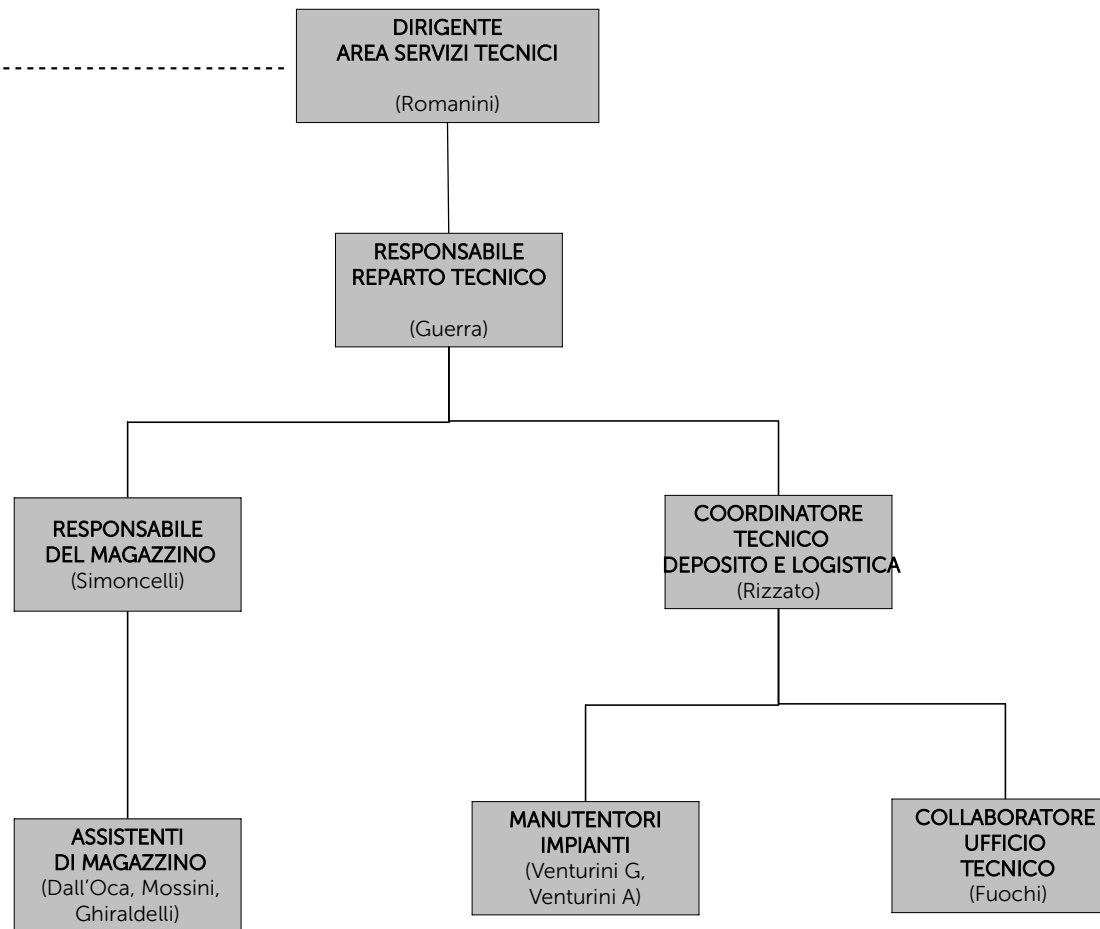 DIRIGENTE
AREA SERVIZI TECNICI
(Romanini)
RESPONSABILE
REPARTO TECNICO
(Guerra)
RESPONSABILE
DEL MAGAZZINO
(Simoncelli)
COORDINATORE
TECNICO
DEPOSITO E LOGISTICA
(Rizzato)
ASSISTENTI
DI MAGAZZINO
(Dall'Oca, Mossini,
Ghiraldelli)
MANUTENTORI
IMPIANTI
(Venturini G,
Venturini A)
COLLABORATORE
UFFICIO
TECNICO
(Fuochi)